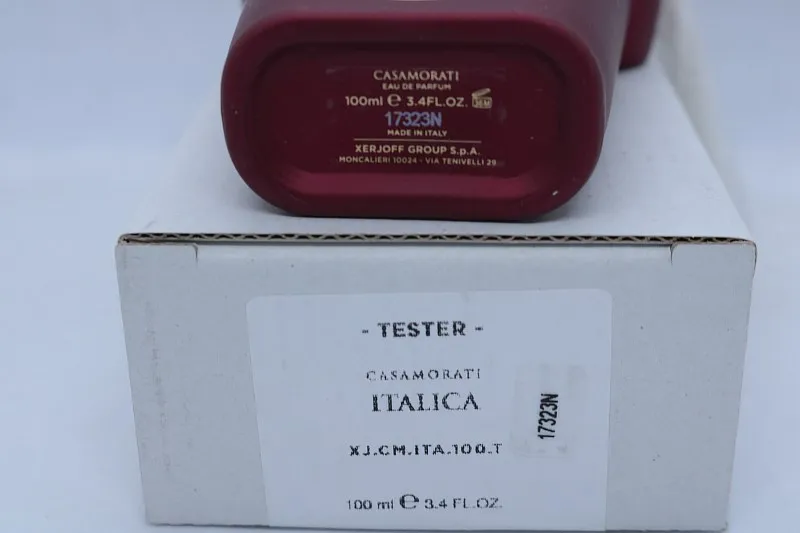 CASAMORATI
EAU DE PARFUM
100ml ℮ 3.4FL.OZ. 36M
17323N
MADE IN ITALY
XERJOFF GROUP S.p.A.
MONCALIERI 10024 - VIA TENIVELLI 29
- TESTER -
CASAMORATI
ITALICA
XJ.CM.ITA.100.T
17323N
100 ml ℮ 3.4 FL.OZ.